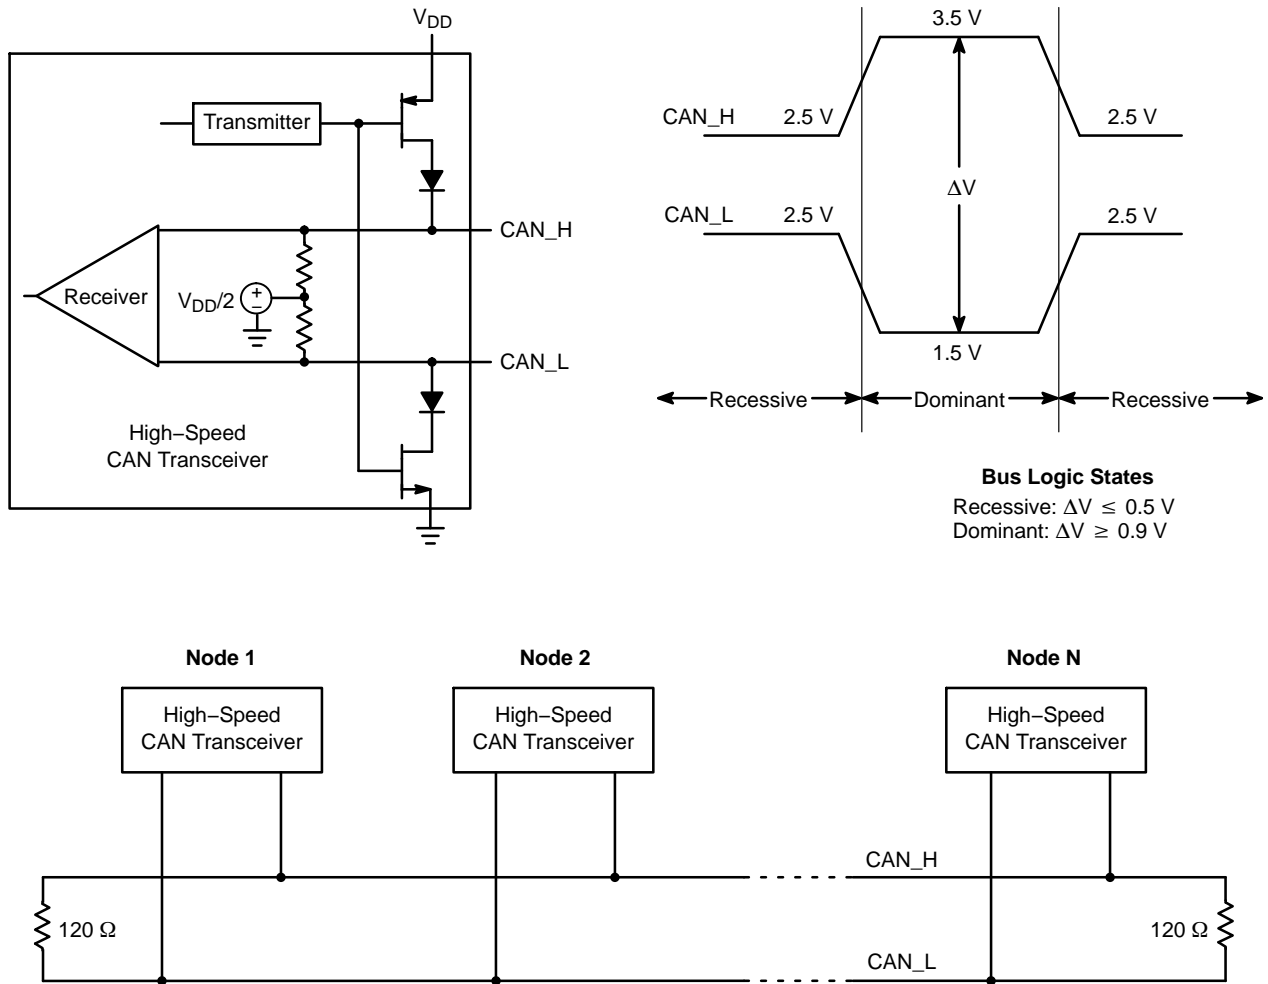 V_DD
Transmitter
CAN_H
Receiver
V_DD/2
+
−
CAN_L
High−Speed
CAN Transceiver
3.5 V
CAN_H
2.5 V
2.5 V
ΔV
CAN_L
2.5 V
2.5 V
1.5 V
Recessive
Dominant
Recessive
Bus Logic States
Recessive: ΔV ≤ 0.5 V
Dominant: ΔV ≥ 0.9 V
Node 1
Node 2
Node N
High−Speed
CAN Transceiver
High−Speed
CAN Transceiver
High−Speed
CAN Transceiver
CAN_H
120 Ω
120 Ω
CAN_L